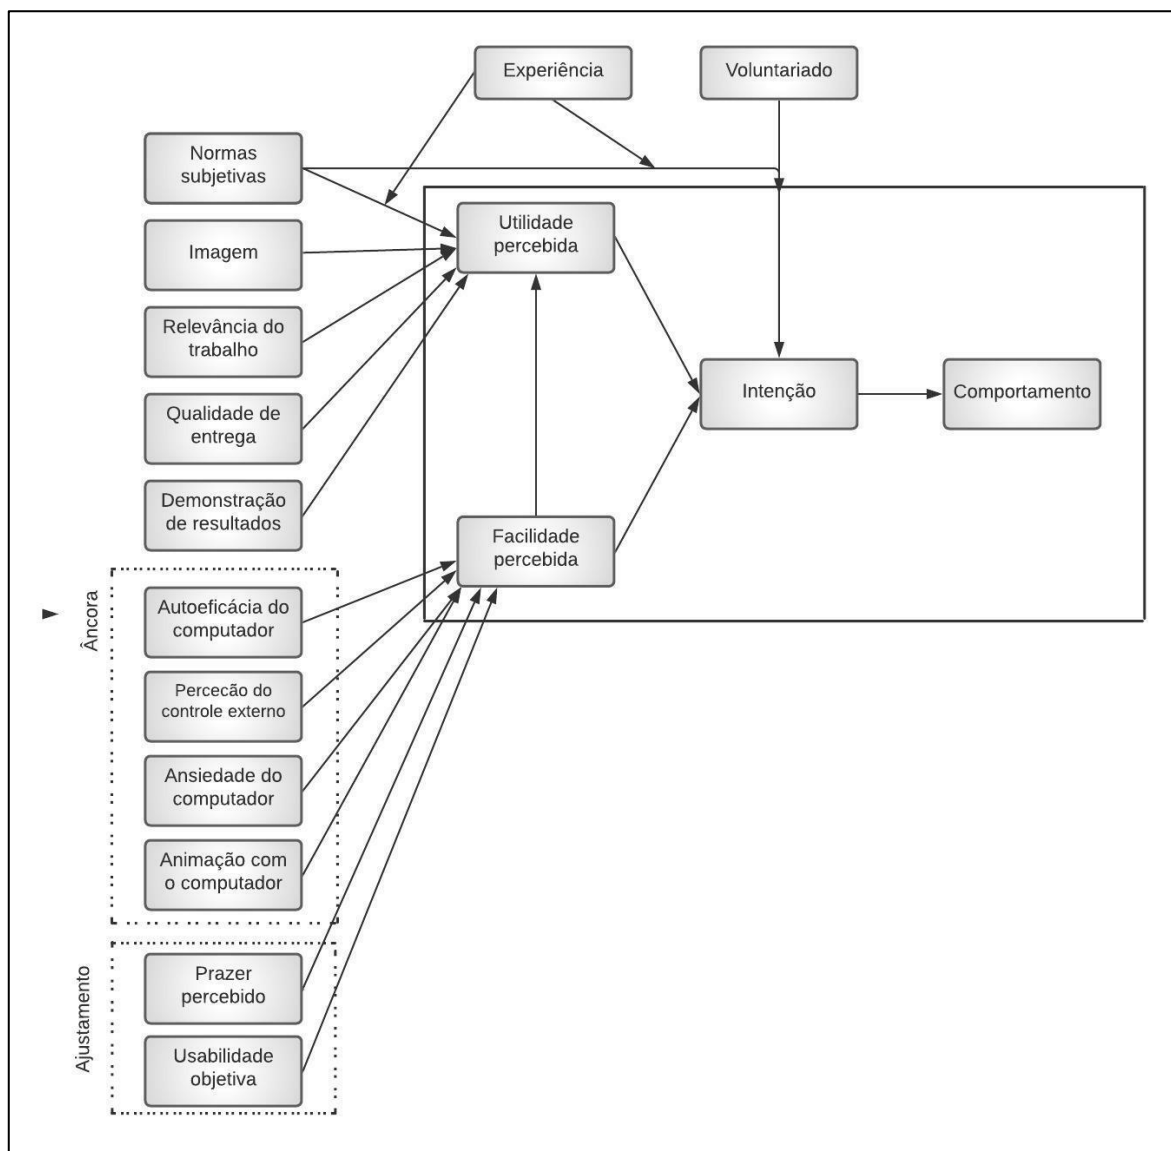 Experiência
Voluntariado
Normas
subjetivas
Utilidade
percebida
Imagem
Relevância do
trabalho
Intenção
Comportamento
Qualidade de
entrega
Demonstração
de resultados
Facilidade
percebida
Âncora
Autoeficácia do
computador
Percecão do
controle externo
Ansiedade do
computador
Animação com
o computador
Ajustamento
Prazer
percebido
Usabilidade
objetiva